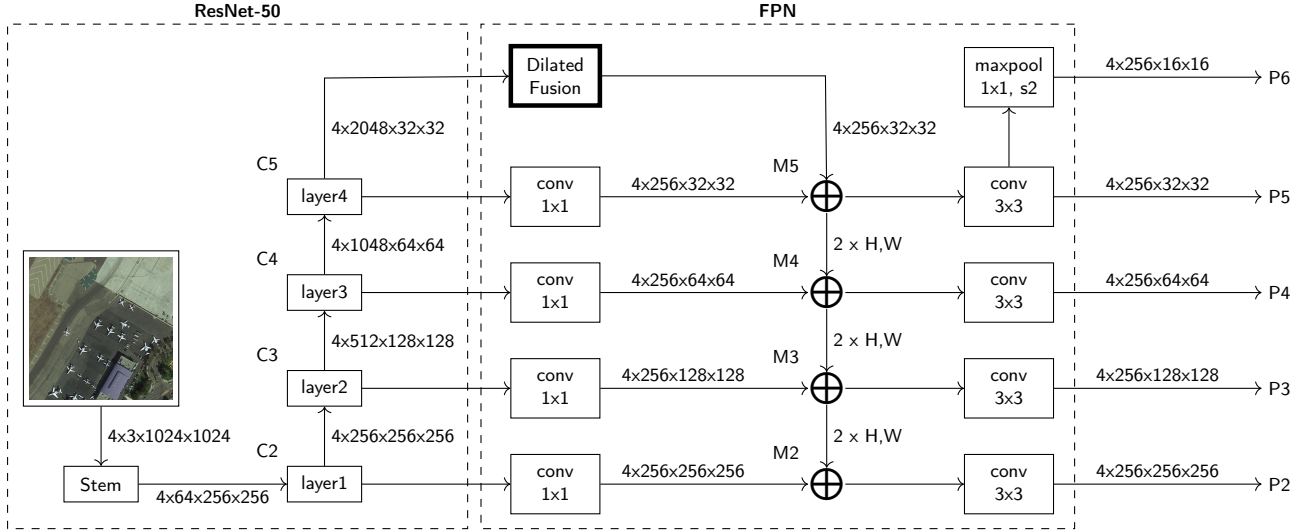 ResNet-50
FPN
Dilated
Fusion
maxpool
1x1, s2
4x256x16x16
P6
4x2048x32x32
4x256x32x32
C5
M5
layer4
conv
1x1
4x256x32x32
conv
3x3
4x256x32x32
P5
4x1048x64x64
2 x H,W
C4
M4
layer3
conv
1x1
4x256x64x64
conv
3x3
4x256x64x64
P4
4x512x128x128
2 x H,W
C3
M3
layer2
conv
1x1
4x256x128x128
conv
3x3
4x256x128x128
P3
4x3x1024x1024
4x256x256x256
2 x H,W
C2
M2
Stem
4x64x256x256
layer1
conv
1x1
4x256x256x256
conv
3x3
4x256x256x256
P2